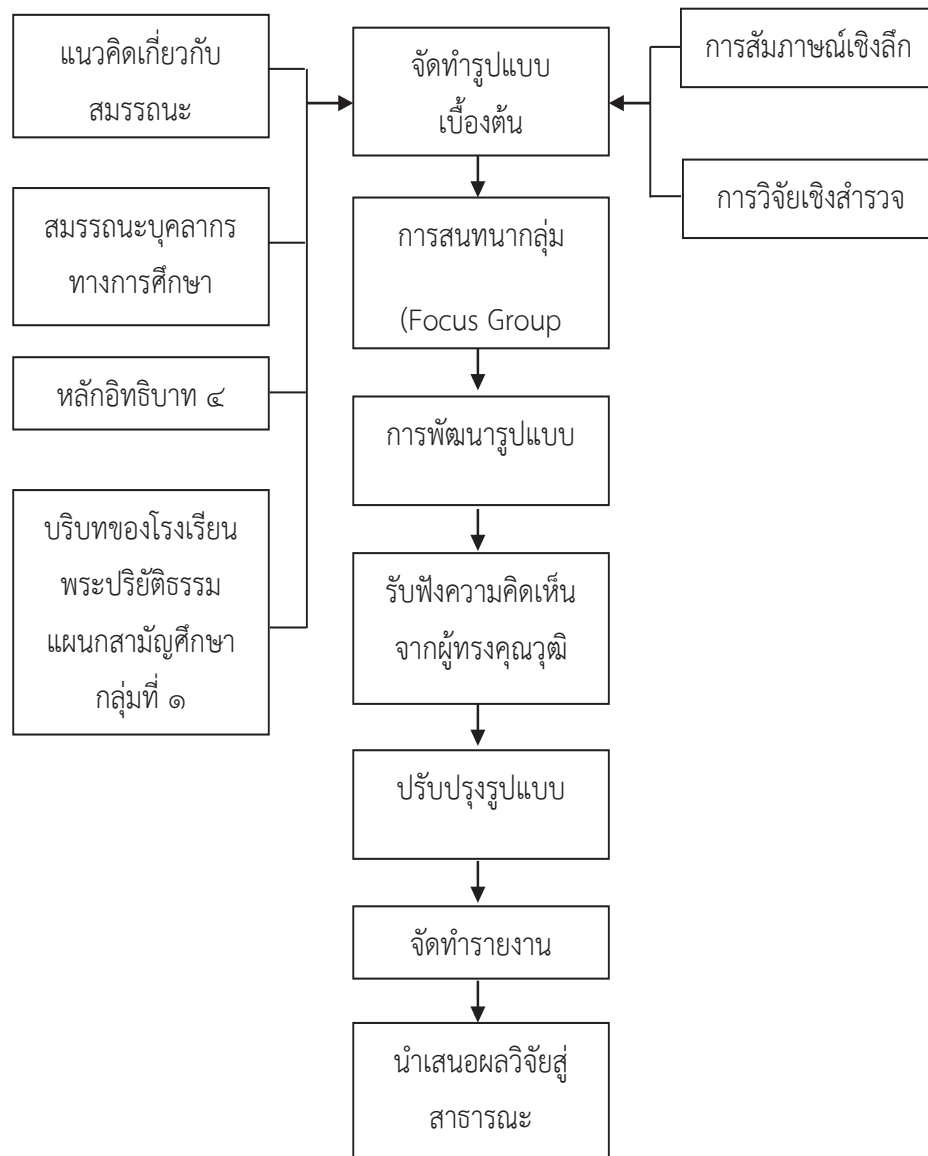 แนวคิดเกี่ยวกับ
สมรรถนะ
สมรรถนะบุคลากร
ทางการศึกษา
หลักอิทธิบาท ๔
บริบทของโรงเรียน
พระปริยัติธรรม
แผนกสามัญศึกษา
กลุ่มที่ ๑
จัดทำรูปแบบ
เบื้องต้น
การสนทนากลุ่ม
(Focus Group
การพัฒนารูปแบบ
รับฟังความคิดเห็น
จากผู้ทรงคุณวุฒิ
ปรับปรุงรูปแบบ
จัดทำรายงาน
นำเสนอผลวิจัยสู่
สาธารณะ
การสัมภาษณ์เชิงลึก
การวิจัยเชิงสำรวจ